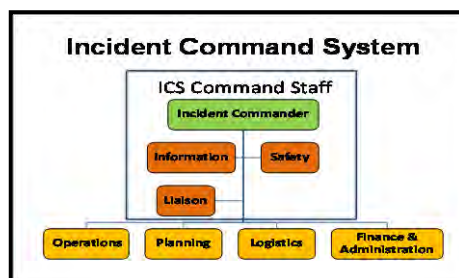 Incident Command System
ICS Command Staff
Incident Commander
Information
Safety
Liaison
Operations
Planning
Logistics
Finance &
Administration